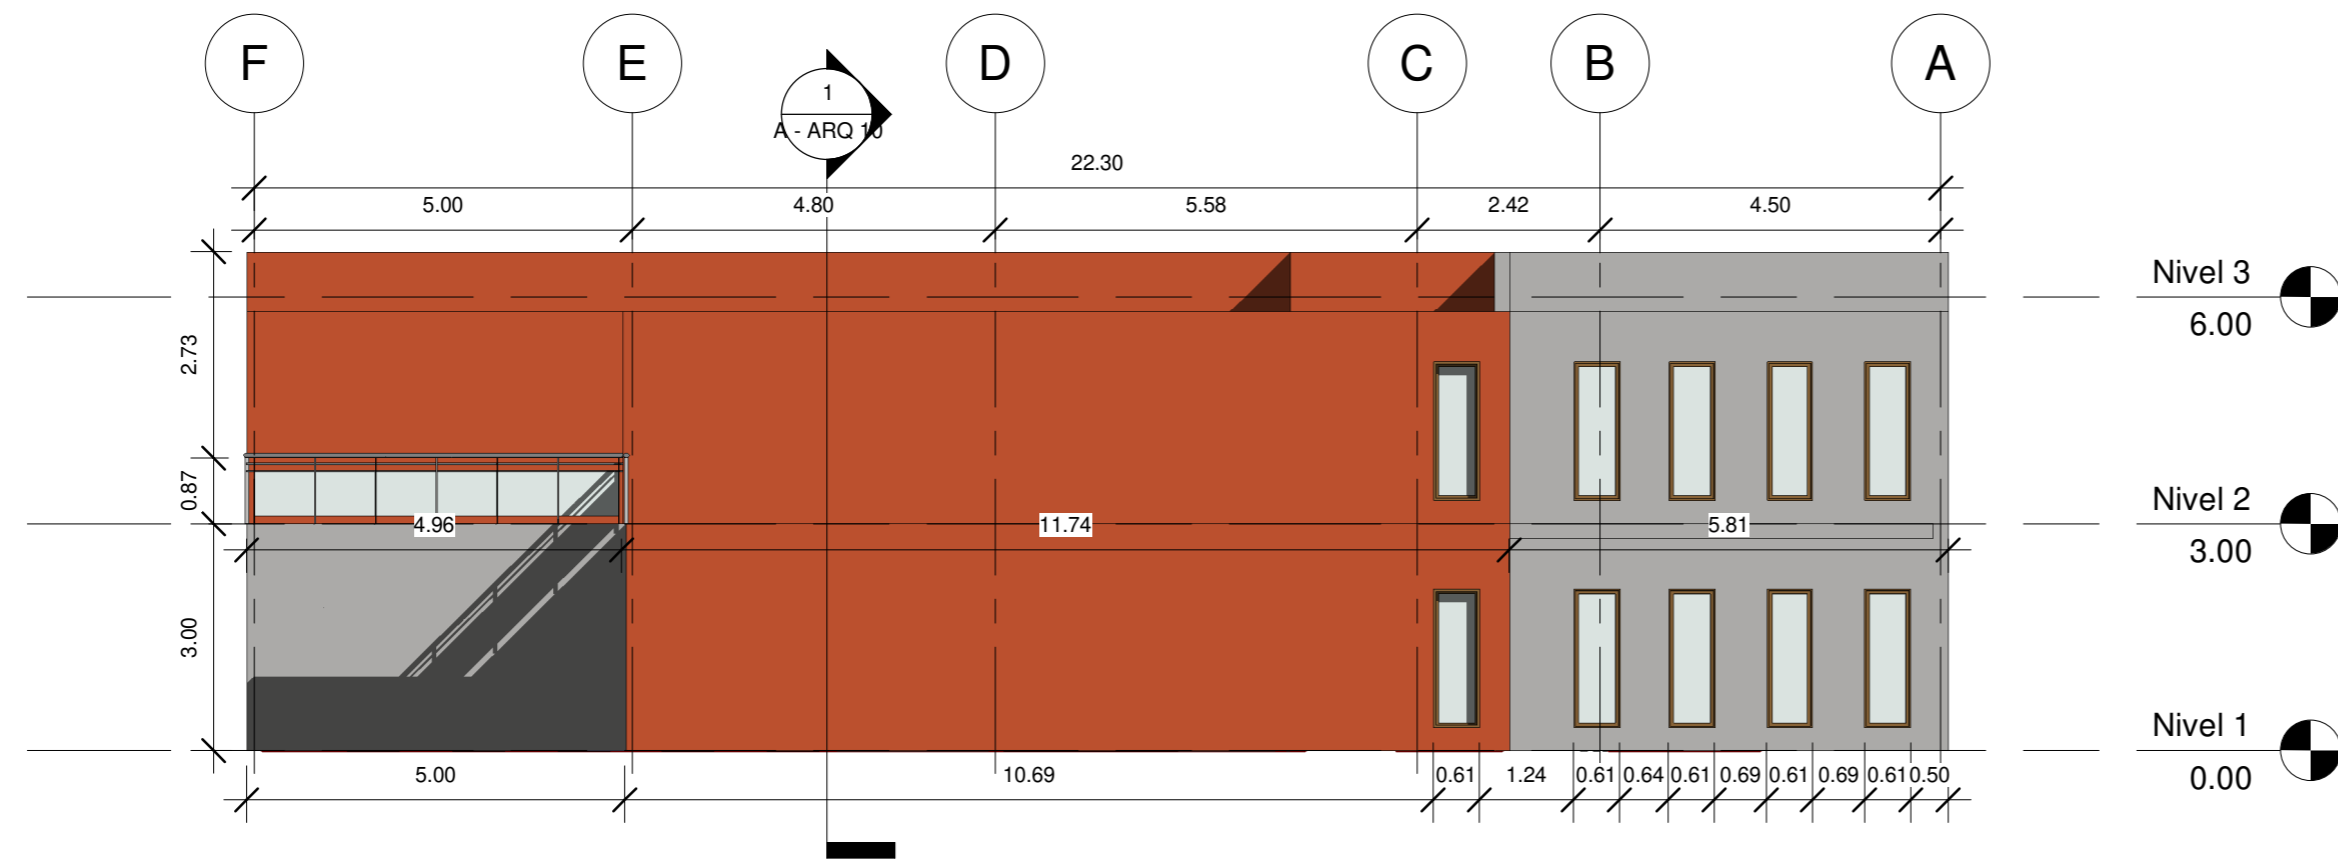 F E D C B A
1
A - ARQ 10
22.30
5.00 4.80 5.58 2.42 4.50
Nivel 3
6.00
2.73
0.87
Nivel 2
4.96 11.74 5.81
3.00
3.00
Nivel 1
0.00
5.00 10.69 0.61 1.24 0.61 0.64 0.61 0.69 0.61 0.69 0.61 0.50